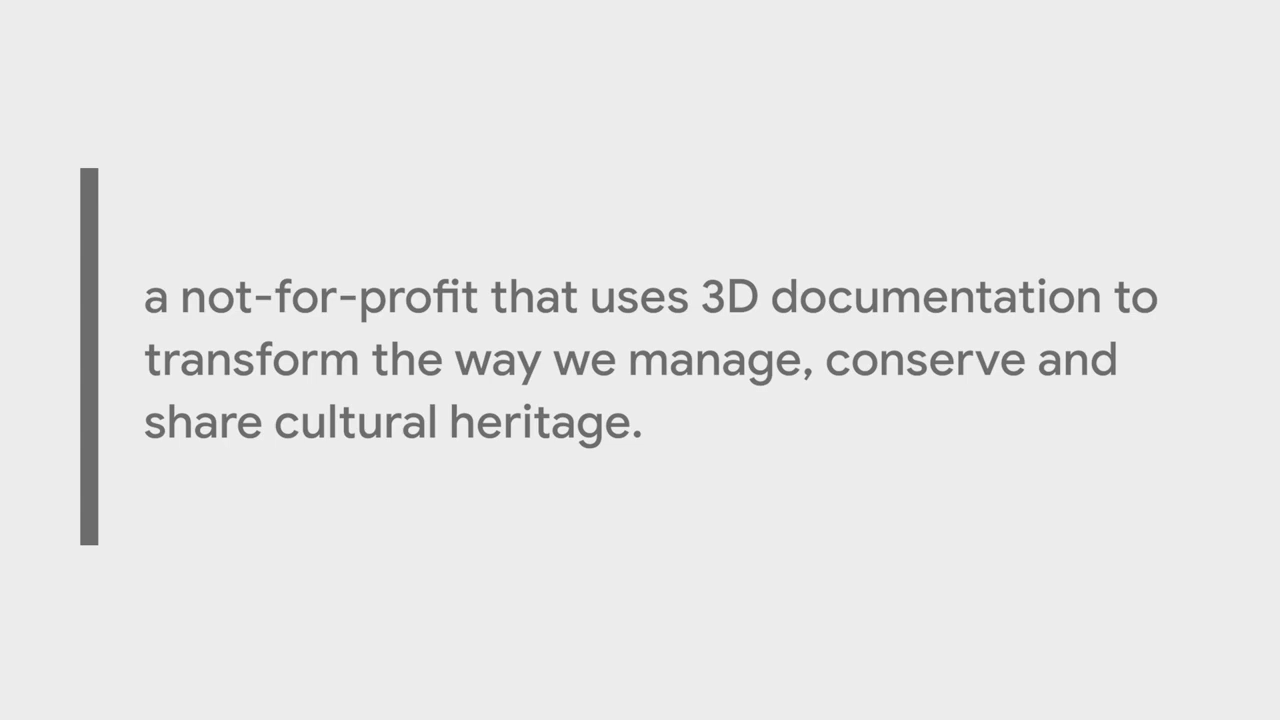 a not-for-profit that uses 3D documentation to
transform the way we manage, conserve and
share cultural heritage.